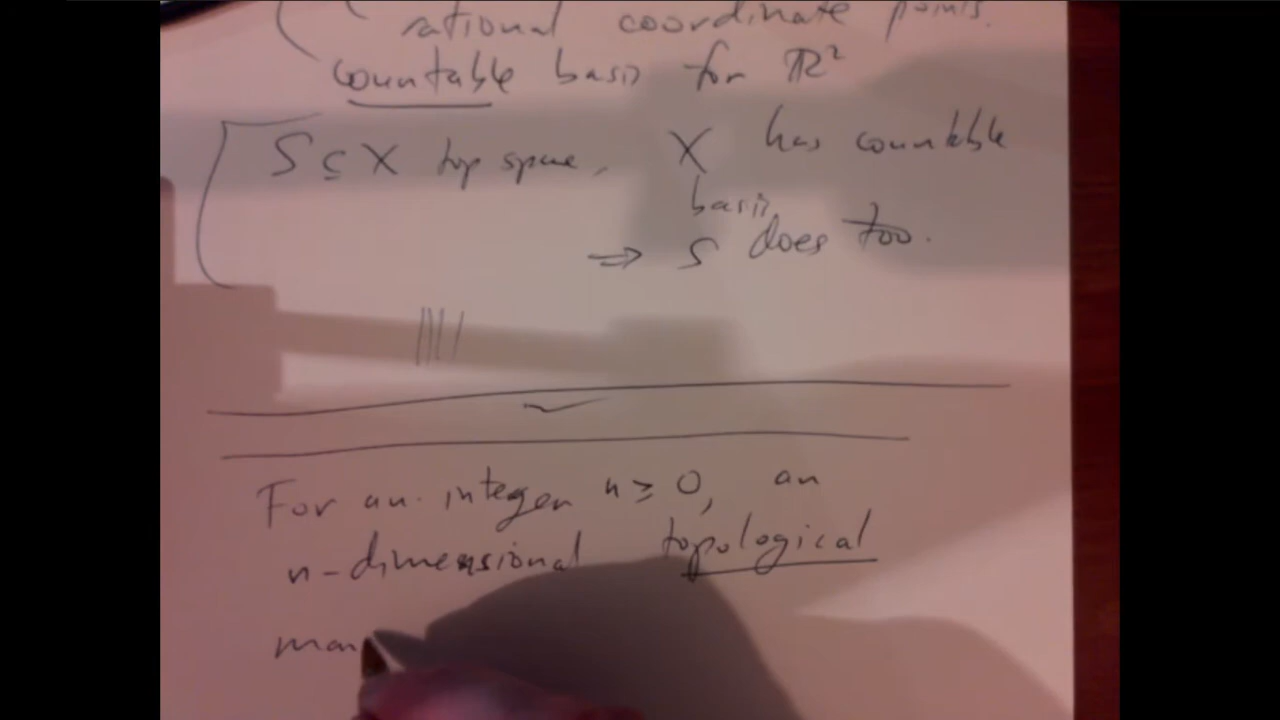 rational coordinate points.
countable basis for ℝ²
S ⊆ X top space, X has countable
basis
⇒ S does too.
For an integer n ≥ 0, an
n-dimensional topological
man